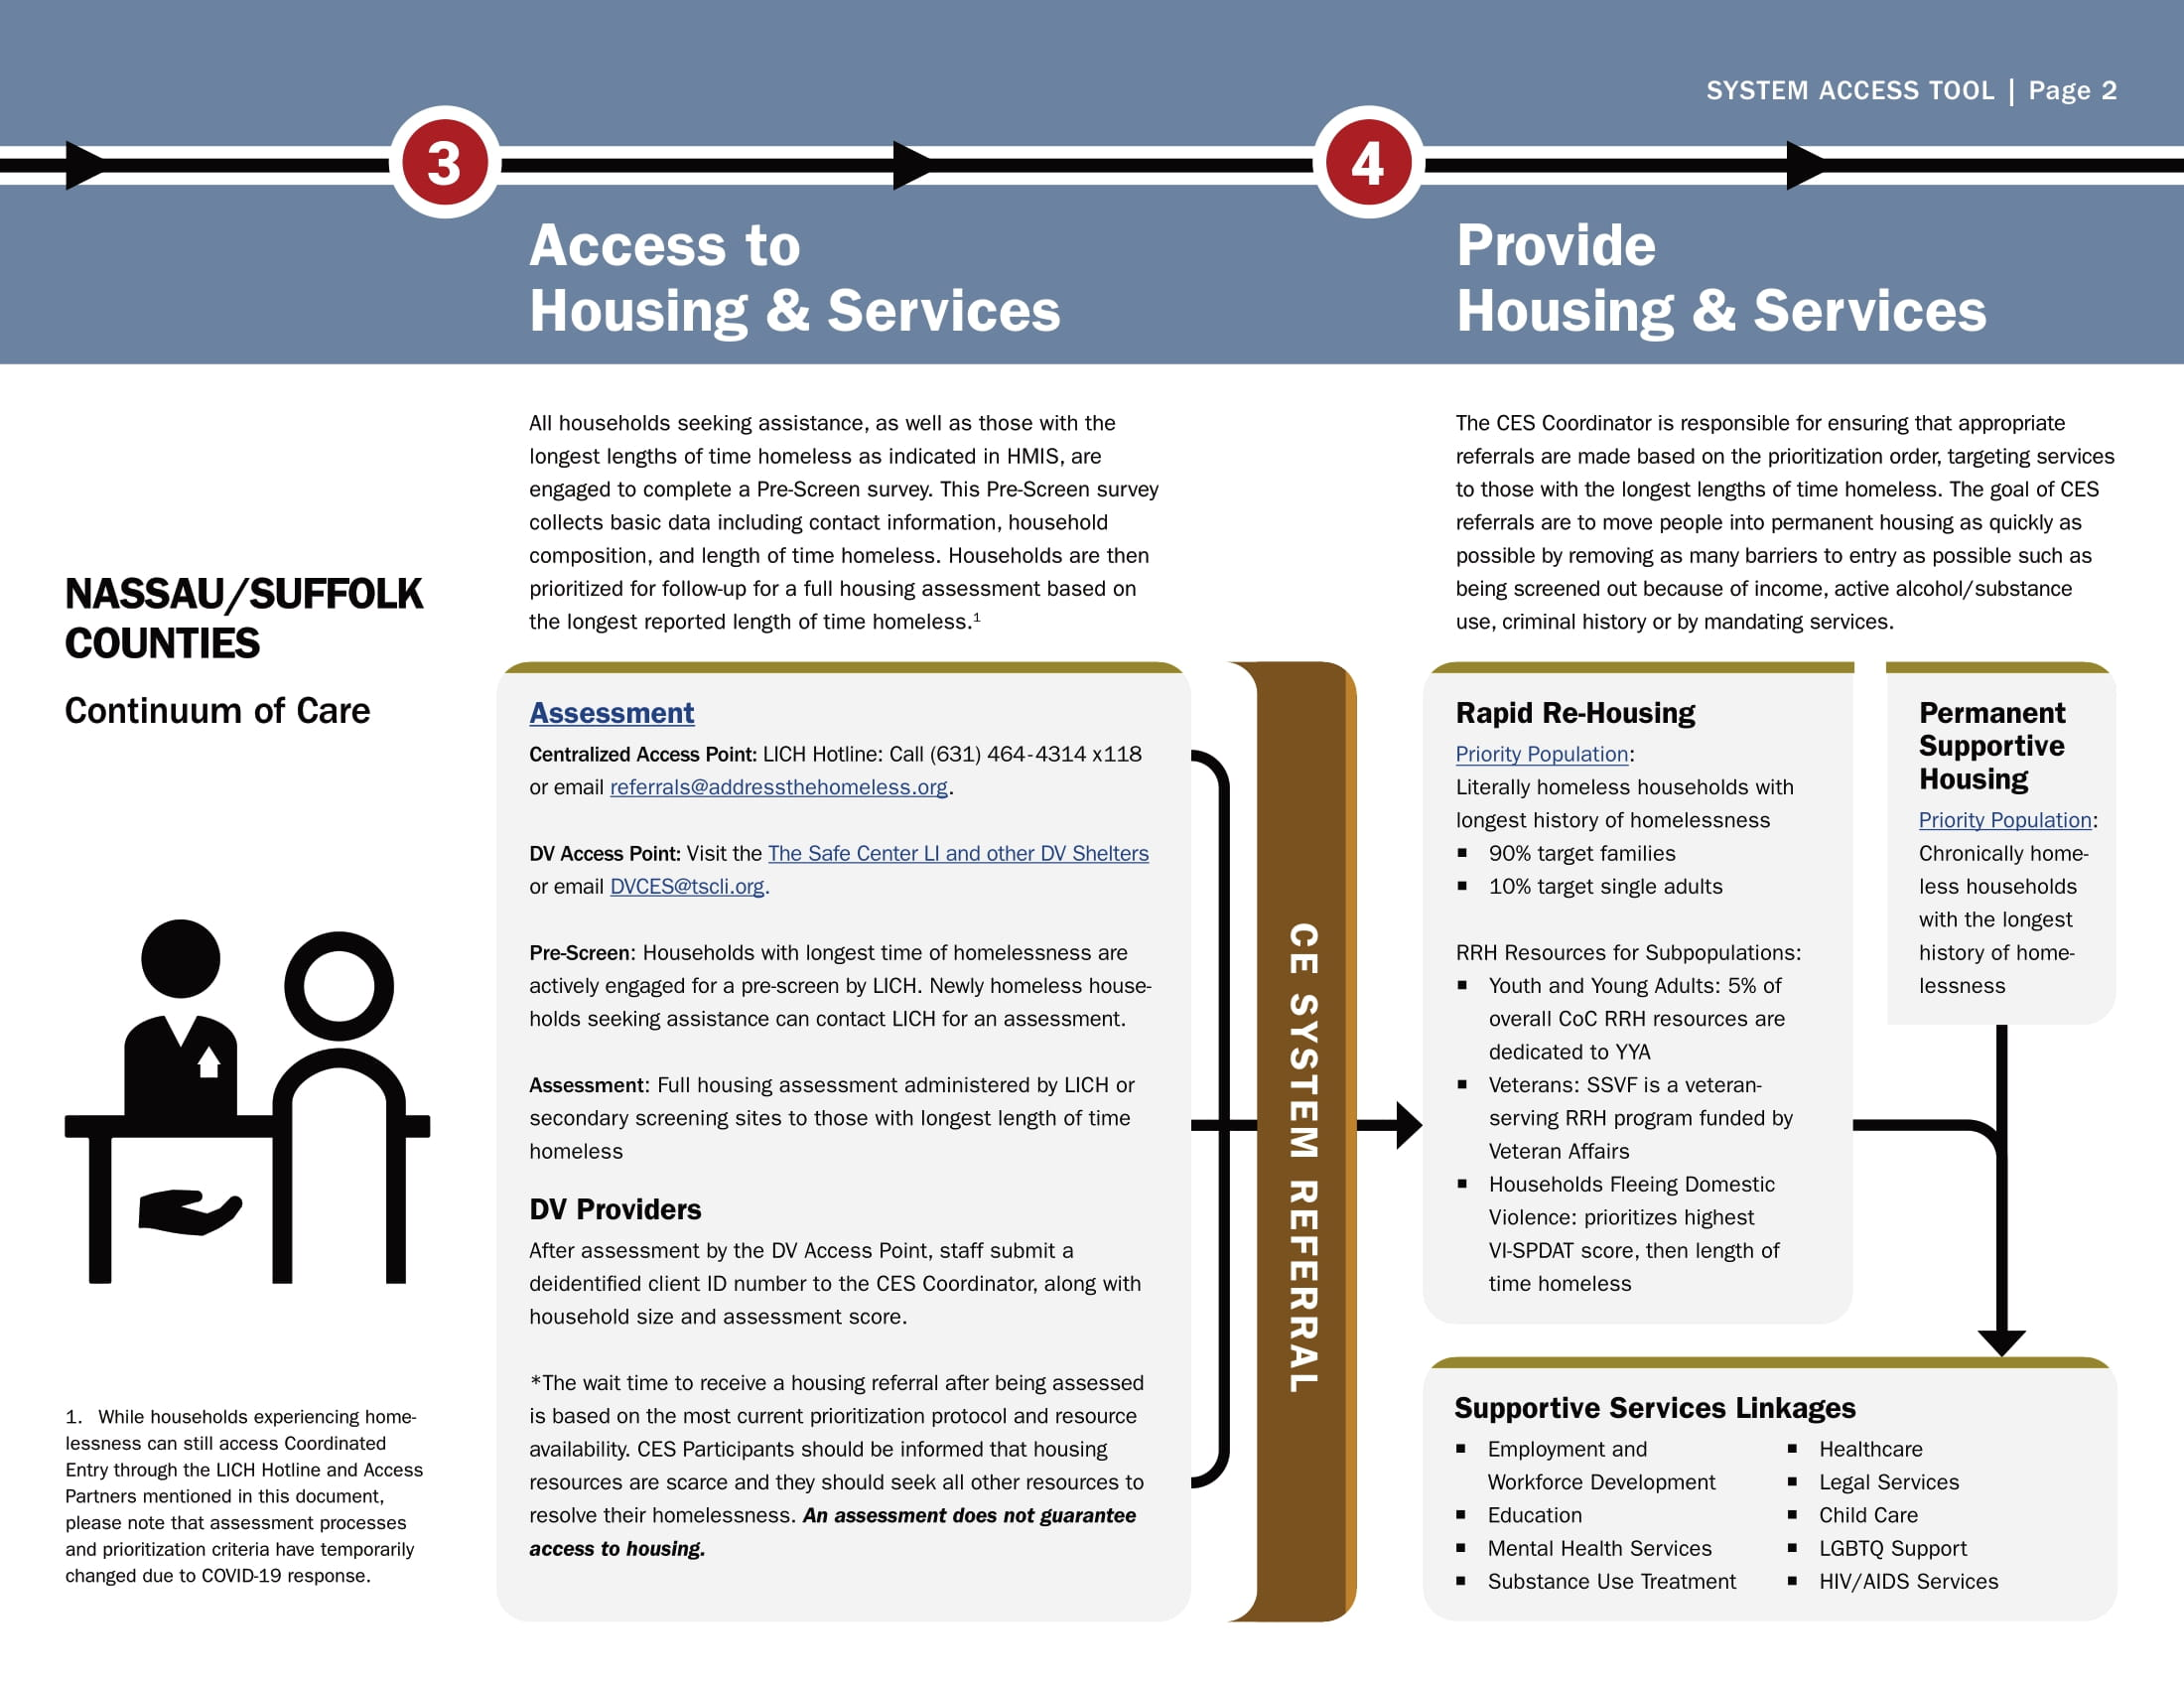 SYSTEM ACCESS TOOL | Page 2
3
4
Access to
Housing & Services
Provide
Housing & Services
NASSAU/SUFFOLK
COUNTIES
Continuum of Care
1. While households experiencing home-
lessness can still access Coordinated
Entry through the LICH Hotline and Access
Partners mentioned in this document,
please note that assessment processes
and prioritization criteria have temporarily
changed due to COVID-19 response.
All households seeking assistance, as well as those with the
longest lengths of time homeless as indicated in HMIS, are
engaged to complete a Pre-Screen survey. This Pre-Screen survey
collects basic data including contact information, household
composition, and length of time homeless. Households are then
prioritized for follow-up for a full housing assessment based on
the longest reported length of time homeless.1
Assessment
Centralized Access Point: LICH Hotline: Call (631) 464-4314 x118
or email referrals@addressthehomeless.org.
DV Access Point: Visit the The Safe Center LI and other DV Shelters
or email DVCES@tscli.org.
Pre-Screen: Households with longest time of homelessness are
actively engaged for a pre-screen by LICH. Newly homeless house-
holds seeking assistance can contact LICH for an assessment.
Assessment: Full housing assessment administered by LICH or
secondary screening sites to those with longest length of time
homeless
DV Providers
After assessment by the DV Access Point, staff submit a
deidentified client ID number to the CES Coordinator, along with
household size and assessment score.
*The wait time to receive a housing referral after being assessed
is based on the most current prioritization protocol and resource
availability. CES Participants should be informed that housing
resources are scarce and they should seek all other resources to
resolve their homelessness. An assessment does not guarantee
access to housing.
CE SYSTEM REFERRAL
The CES Coordinator is responsible for ensuring that appropriate
referrals are made based on the prioritization order, targeting services
to those with the longest lengths of time homeless. The goal of CES
referrals are to move people into permanent housing as quickly as
possible by removing as many barriers to entry as possible such as
being screened out because of income, active alcohol/substance
use, criminal history or by mandating services.
Rapid Re-Housing
Priority Population:
Literally homeless households with
longest history of homelessness
▪ 90% target families
▪ 10% target single adults
RRH Resources for Subpopulations:
▪ Youth and Young Adults: 5% of
overall CoC RRH resources are
dedicated to YYA
▪ Veterans: SSVF is a veteran-
serving RRH program funded by
Veteran Affairs
▪ Households Fleeing Domestic
Violence: prioritizes highest
VI-SPDAT score, then length of
time homeless
Permanent
Supportive
Housing
Priority Population:
Chronically home-
less households
with the longest
history of home-
lessness
Supportive Services Linkages
▪ Employment and
Workforce Development
▪ Education
▪ Mental Health Services
▪ Substance Use Treatment
▪ Healthcare
▪ Legal Services
▪ Child Care
▪ LGBTQ Support
▪ HIV/AIDS Services